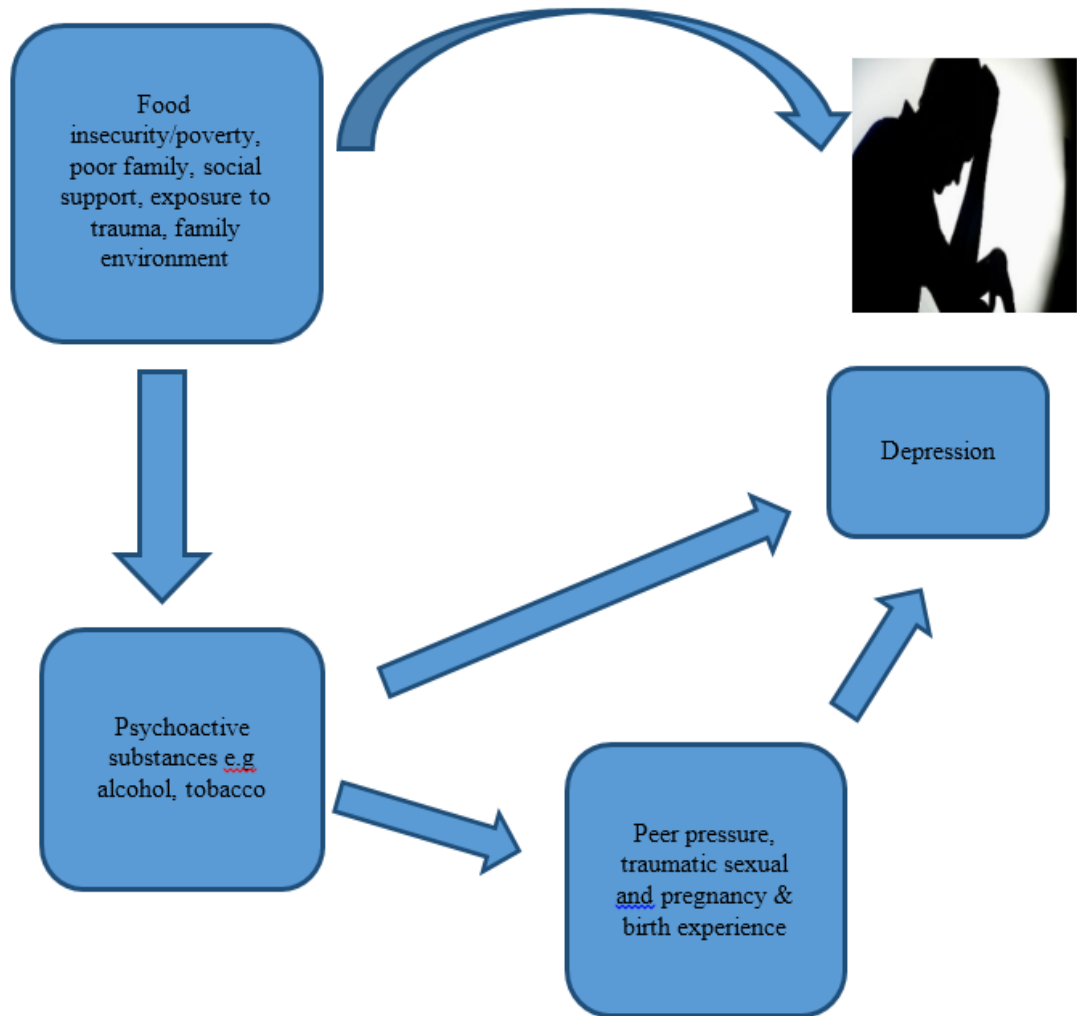 Food
insecurity/poverty,
poor family, social
support, exposure to
trauma, family
environment
Depression
Psychoactive
substances e.g
alcohol, tobacco
Peer pressure,
traumatic sexual
and pregnancy &
birth experience